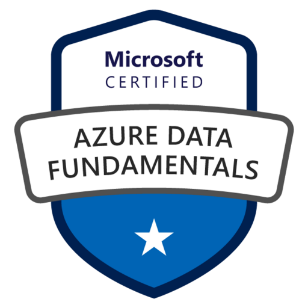 Microsoft
CERTIFIED
AZURE DATA
FUNDAMENTALS